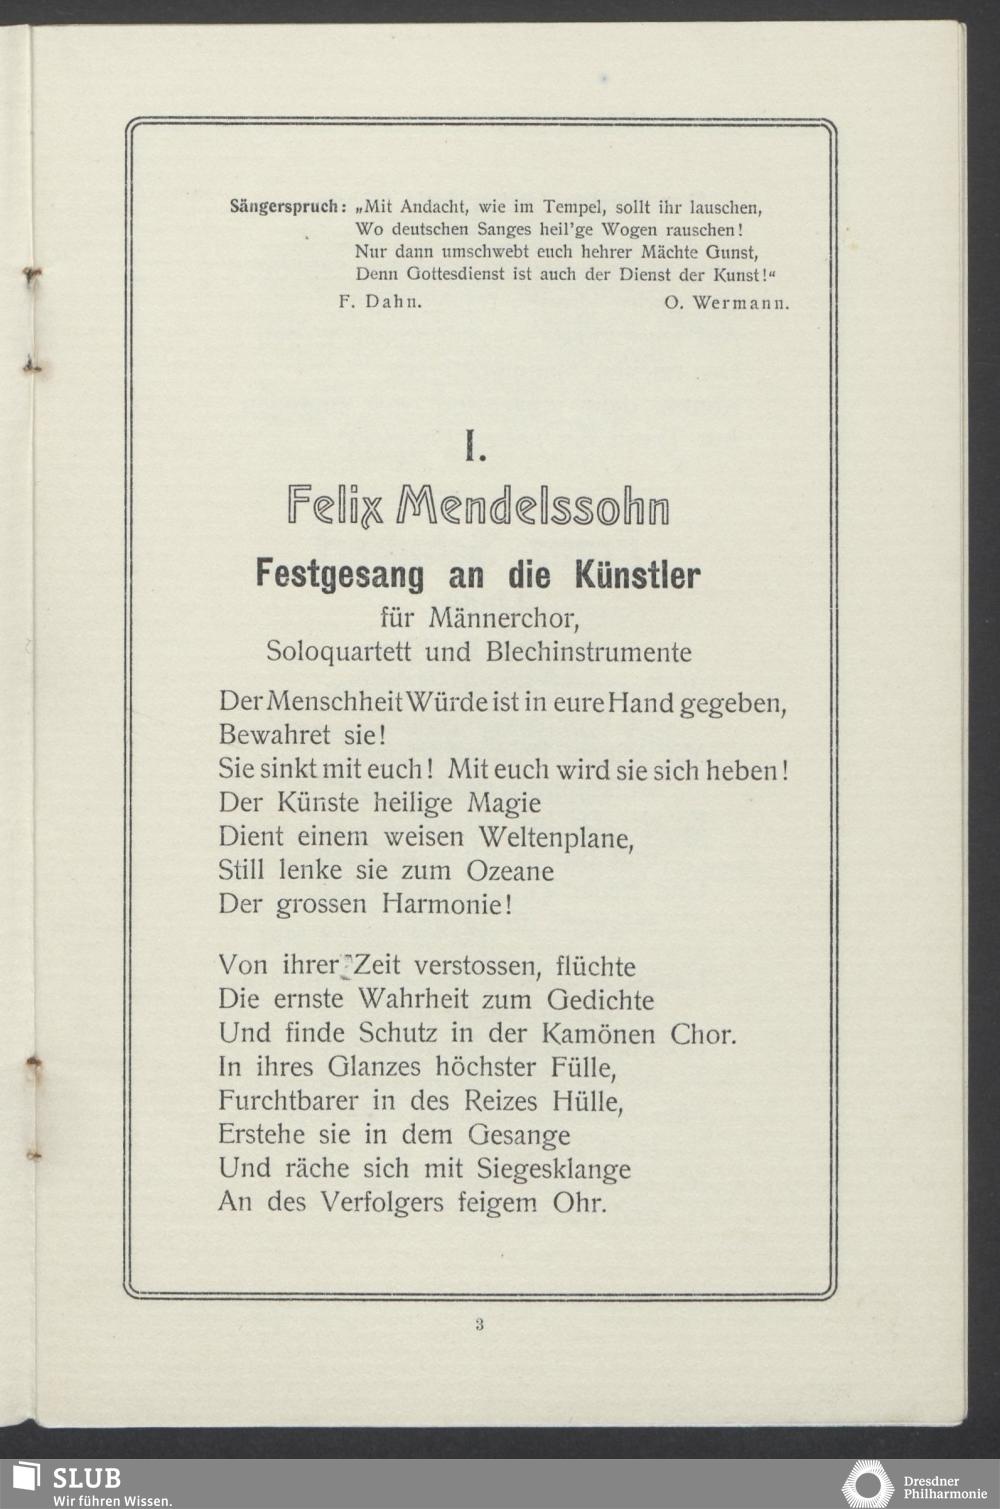 Sängerspruch: „Mit Andacht, wie im Tempel, sollt ihr lauschen,
Wo deutschen Sanges heil'ge Wogen rauschen!
Nur dann umschwebt euch hehrer Mächte Gunst,
Denn Gottesdienst ist auch der Dienst der Kunst!“
F. Dahn. O. Wermann.
I.
Felix Mendelssohn
Festgesang an die Künstler
für Männerchor,
Soloquartett und Blechinstrumente
Der Menschheit Würde ist in eure Hand gegeben,
Bewahret sie!
Sie sinkt mit euch! Mit euch wird sie sich heben!
Der Künste heilige Magie
Dient einem weisen Weltenplane,
Still lenke sie zum Ozeane
Der grossen Harmonie!
Von ihrer Zeit verstossen, flüchte
Die ernste Wahrheit zum Gedichte
Und finde Schutz in der Kamönen Chor.
In ihres Glanzes höchster Fülle,
Furchtbarer in des Reizes Hülle,
Erstehe sie in dem Gesange
Und räche sich mit Siegesklange
An des Verfolgers feigem Ohr.
3
SLUB
Wir führen Wissen.
Dresdner
Philharmonie